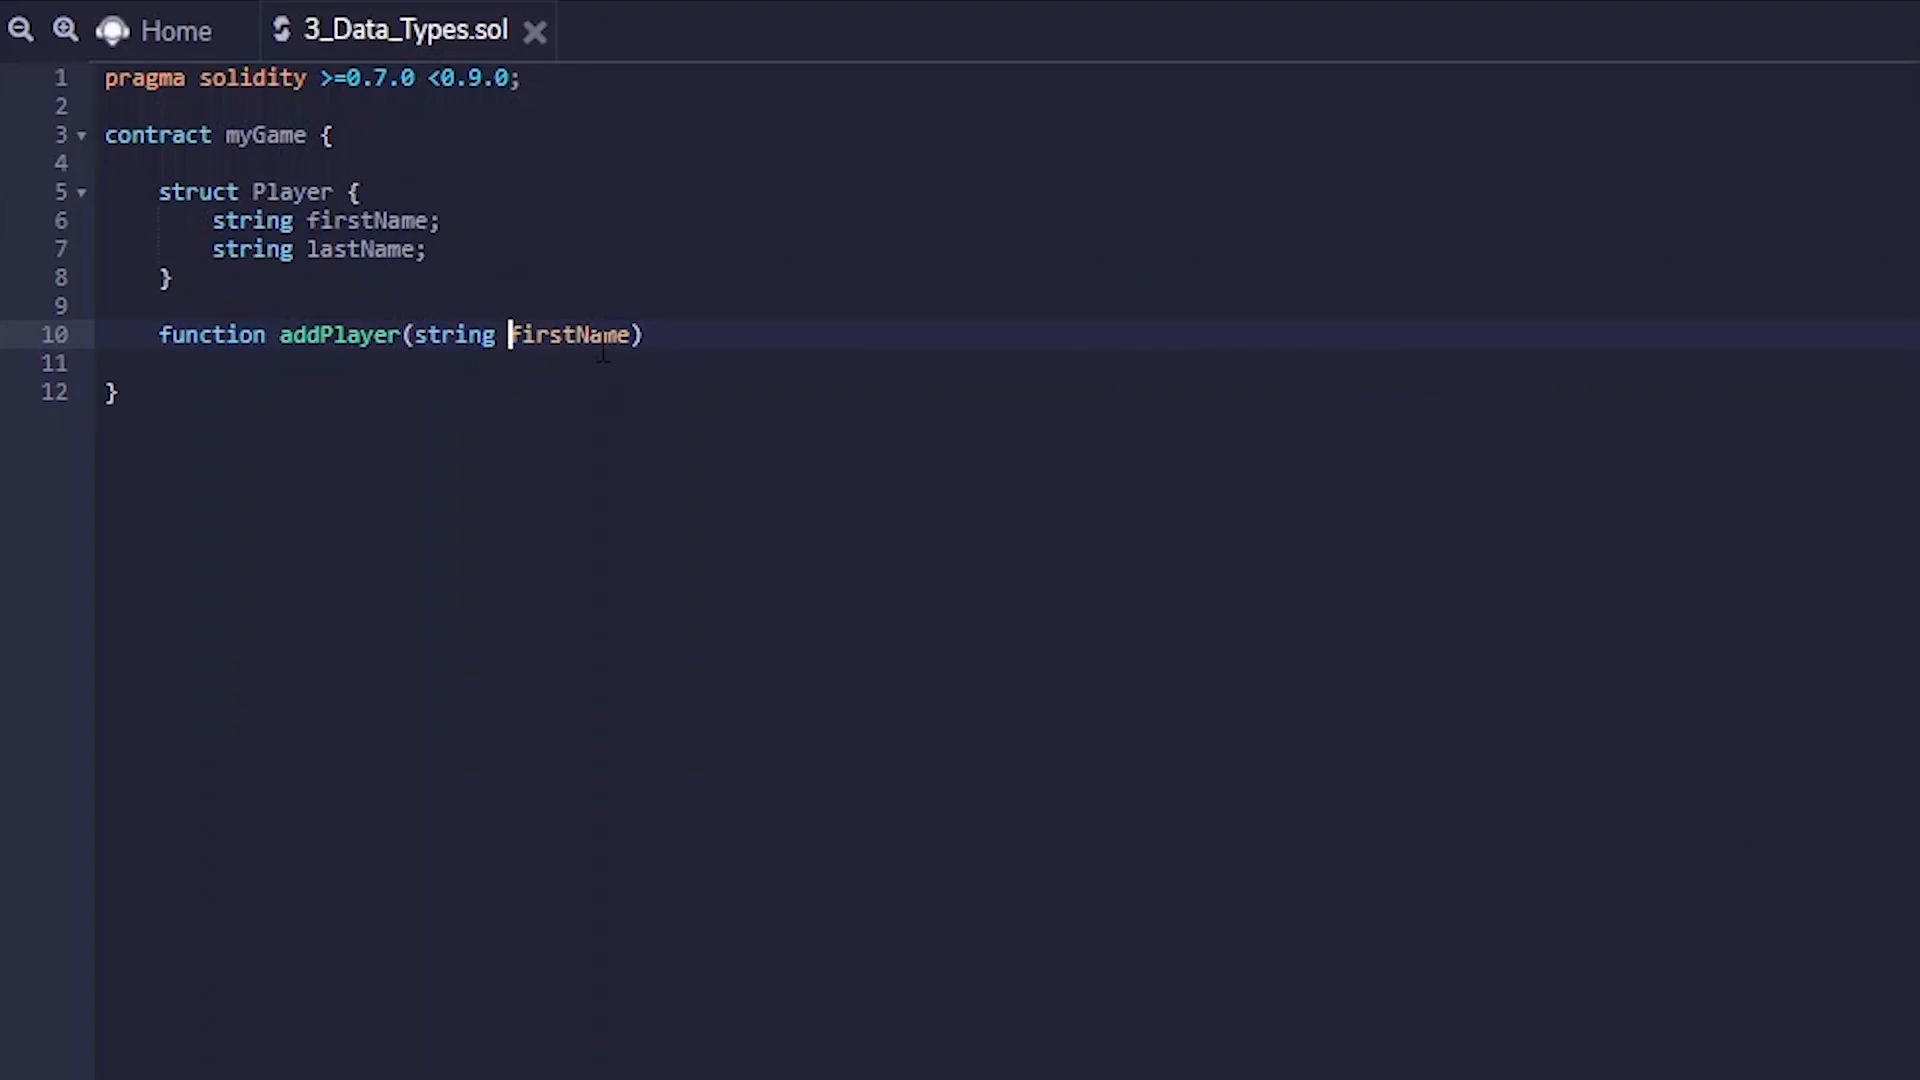 Home 3_Data_Types.sol
1 pragma solidity >=0.7.0 <0.9.0;
2
3 contract myGame {
4
5 struct Player {
6 string firstName;
7 string lastName;
8 }
9
10 function addPlayer(string firstName)
11
12 }